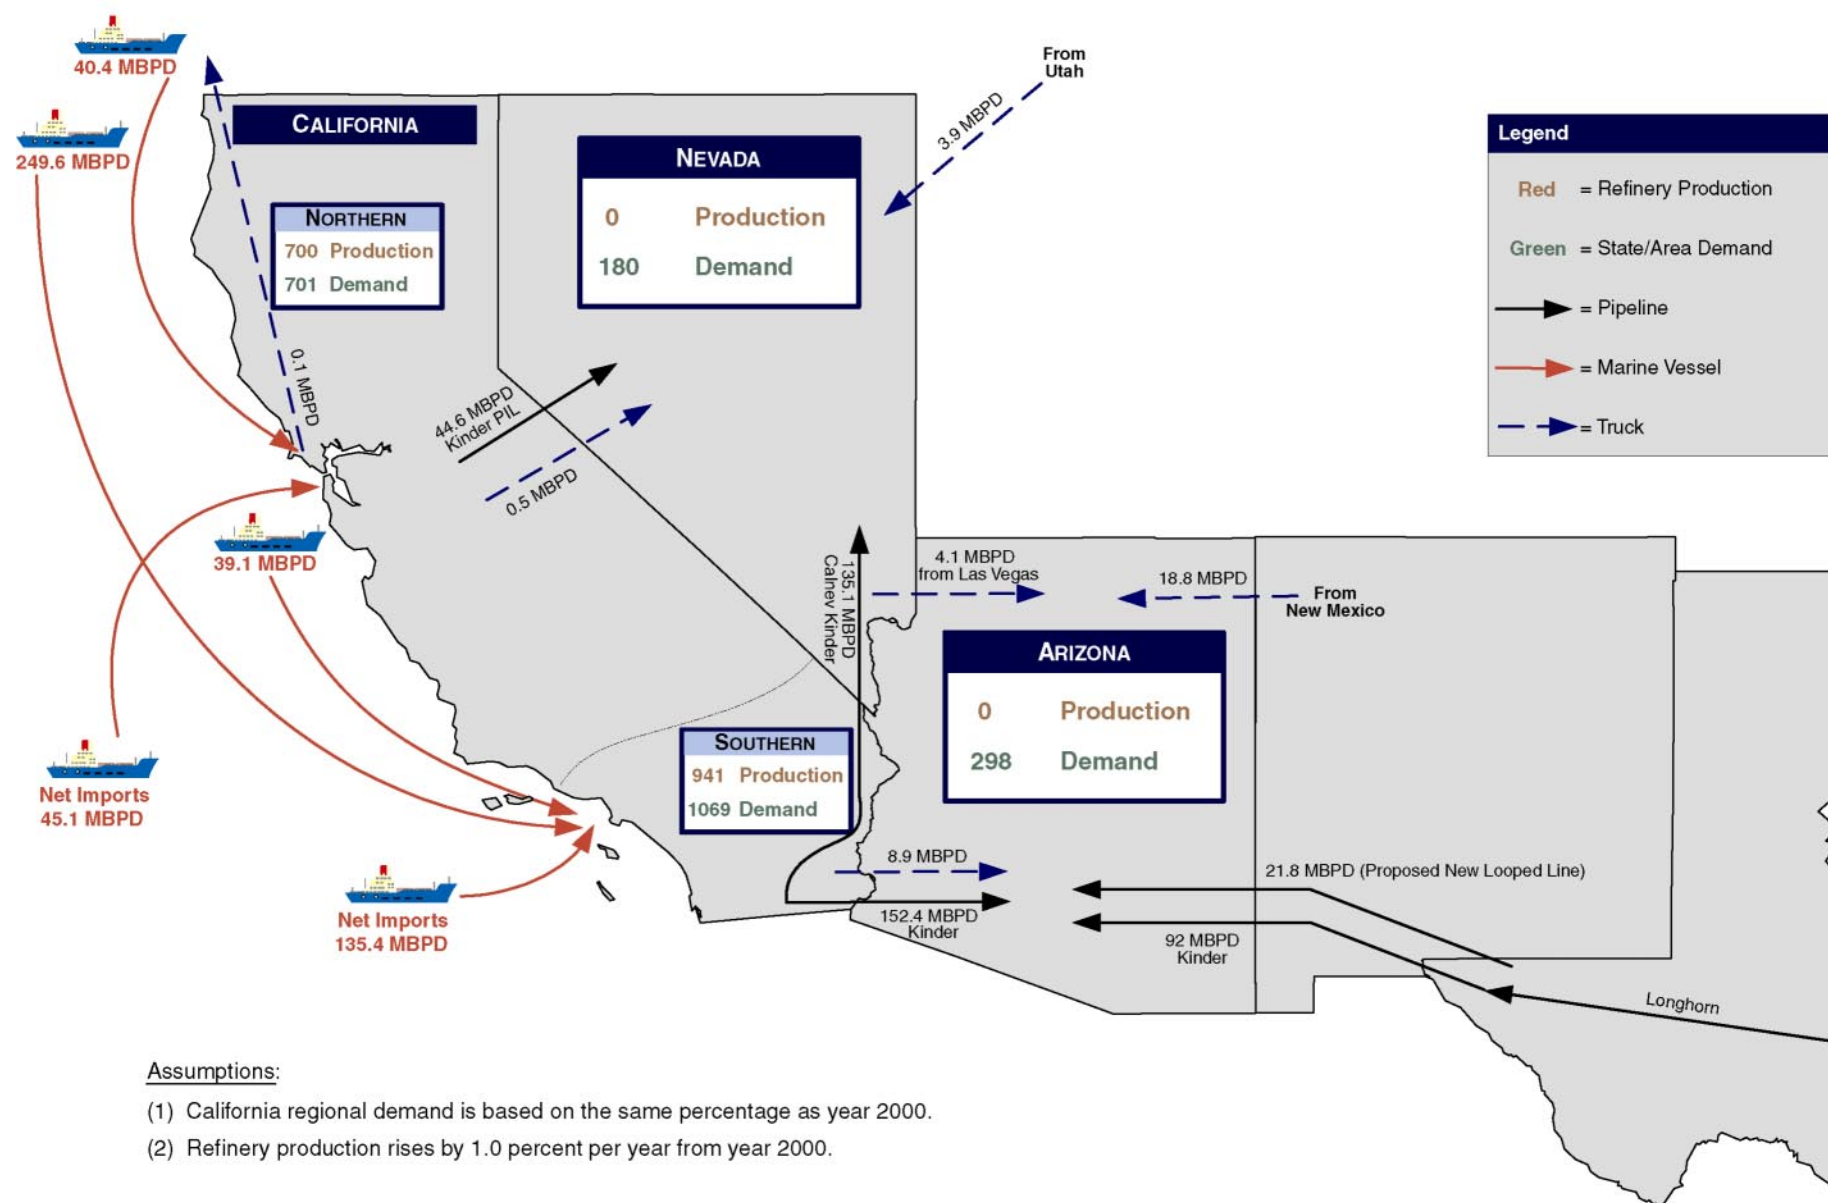 40.4 MBPD
249.6 MBPD
CALIFORNIA
NORTHERN
700 Production
701 Demand
NEVADA
0 Production
180 Demand
From
Utah
3.9 MBPD
Legend
Red = Refinery Production
Green = State/Area Demand
= Pipeline
= Marine Vessel
= Truck
0.1 MBPD
44.6 MBPD
Kinder PIL
0.5 MBPD
39.1 MBPD
135.1 MBPD
Calnev Kinder
4.1 MBPD
from Las Vegas
18.8 MBPD
From
New Mexico
ARIZONA
0 Production
298 Demand
SOUTHERN
941 Production
1069 Demand
Net Imports
45.1 MBPD
Net Imports
135.4 MBPD
8.9 MBPD
152.4 MBPD
Kinder
21.8 MBPD (Proposed New Looped Line)
92 MBPD
Kinder
Longhorn
Assumptions:
(1) California regional demand is based on the same percentage as year 2000.
(2) Refinery production rises by 1.0 percent per year from year 2000.